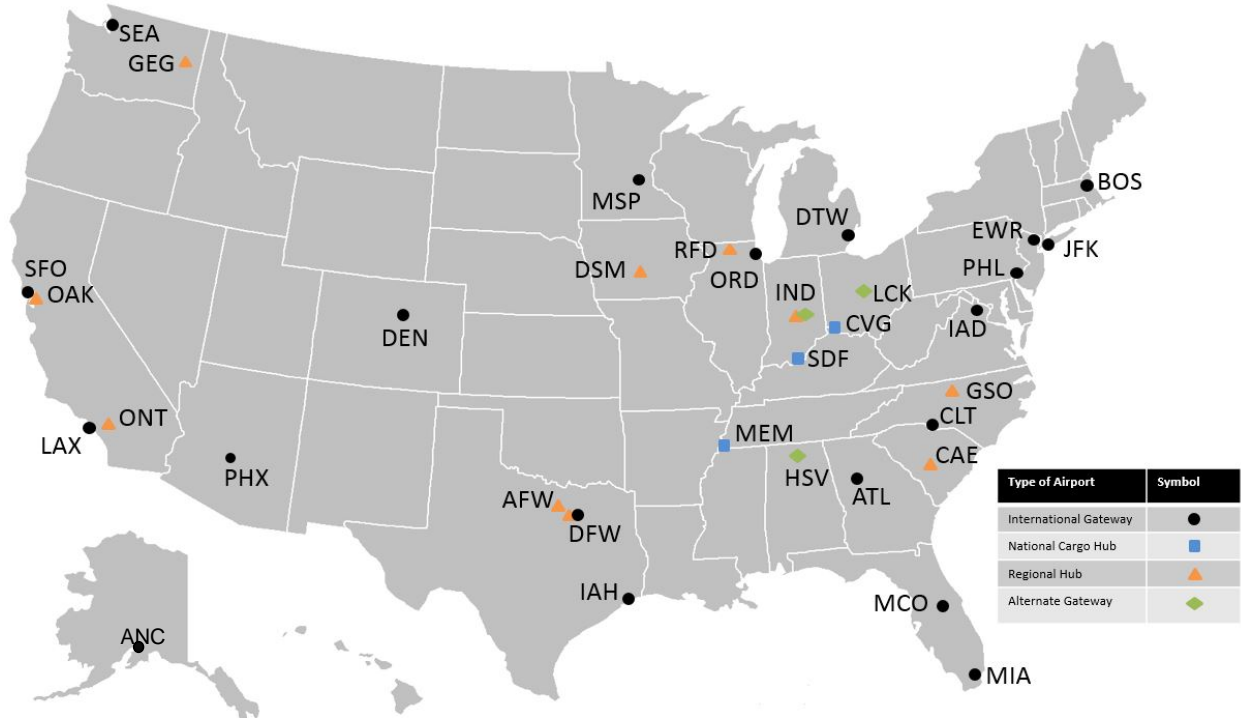 SEA
GEG
MSP
BOS
DTW
EWR
JFK
RFD
ORD
DSM
PHL
SFO
OAK
IND
LCK
CVG
IAD
DEN
SDF
GSO
ONT
CLT
LAX
MEM
CAE
PHX
HSV
ATL
AFW
DFW
IAH
MCO
ANC
MIA
Type of Airport Symbol
International Gateway
National Cargo Hub
Regional Hub
Alternate Gateway